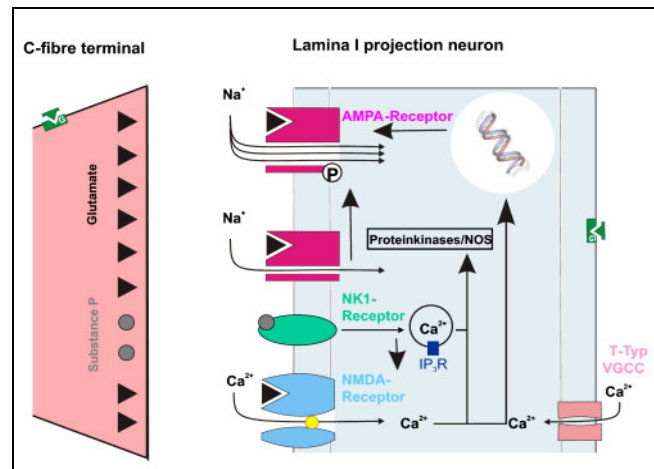 C-fibre terminal
Lamina I projection neuron
G
Glutamate
Substance P
Na⁺
AMPA-Receptor
P
Na⁺
Proteinkinases/NOS
G
NK1-
Receptor
Ca²⁺
IP₃R
T-Typ
VGCC
NMDA-
Receptor
Ca²⁺
Ca²⁺
Ca²⁺
Ca²⁺